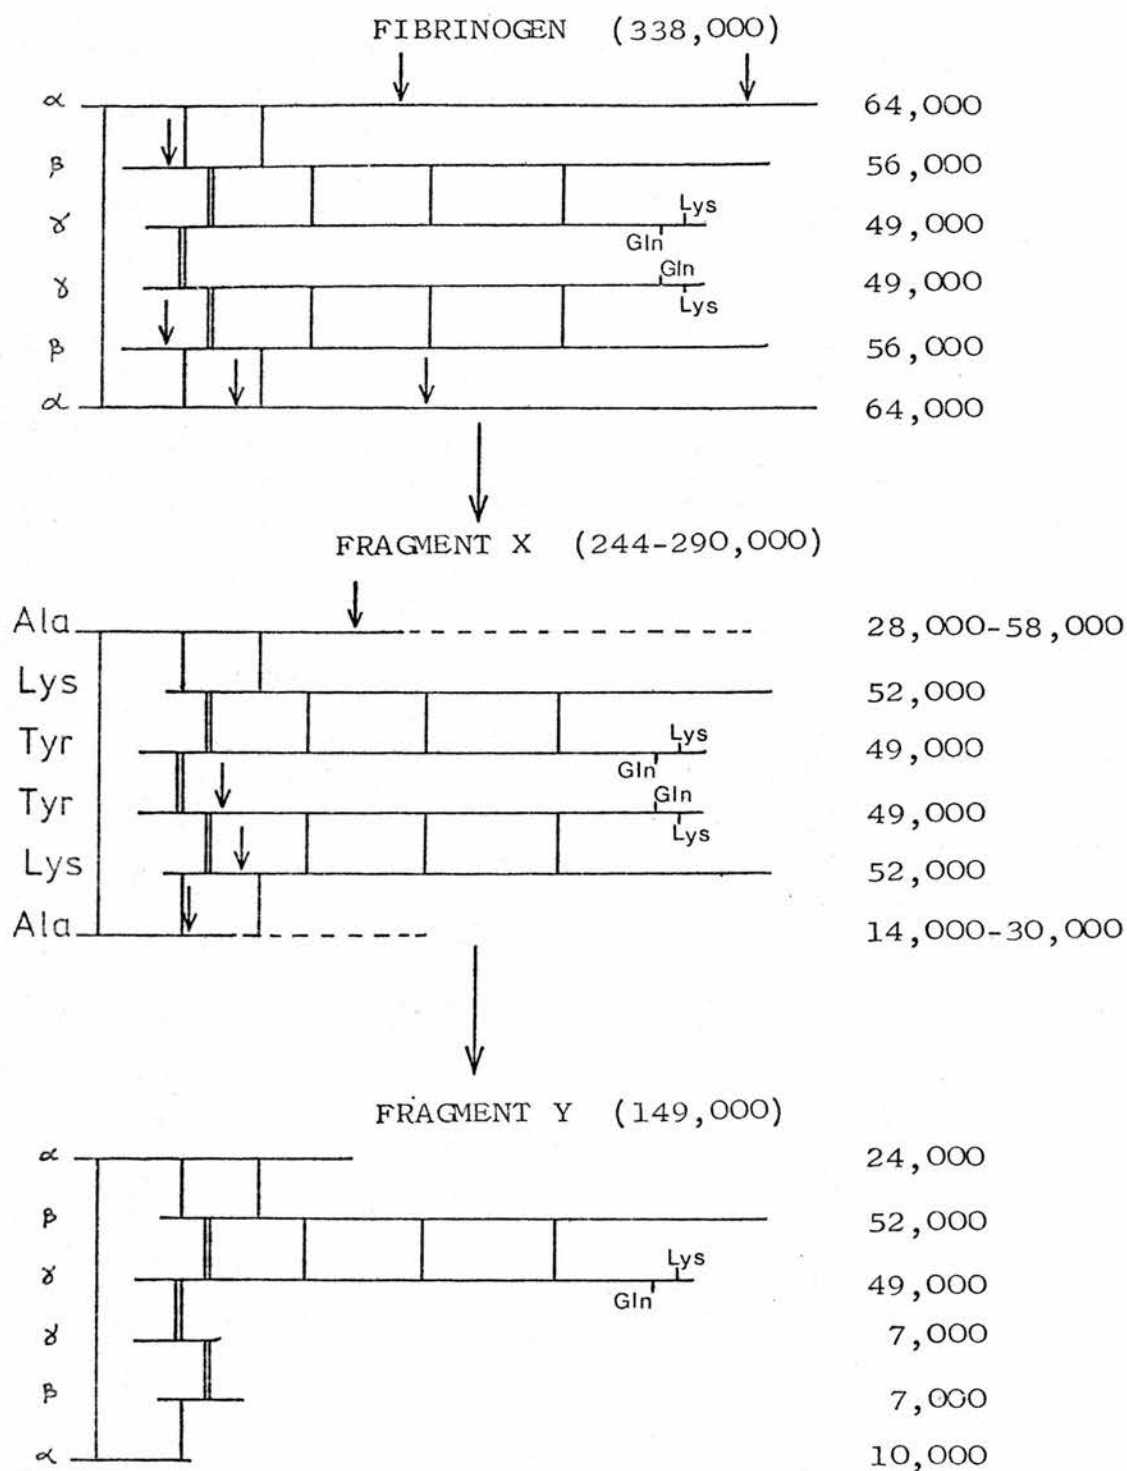 FIBRINOGEN (338,000)
α 64,000
β 56,000
Lys
γ 49,000
Gln
Gln
γ 49,000
Lys
β 56,000
α 64,000
FRAGMENT X (244-290,000)
Ala 28,000-58,000
Lys 52,000
Lys
Tyr 49,000
Gln
Gln
Tyr 49,000
Lys
Lys 52,000
Ala 14,000-30,000
FRAGMENT Y (149,000)
α 24,000
β 52,000
Lys
γ 49,000
Gln
γ 7,000
β 7,000
α 10,000